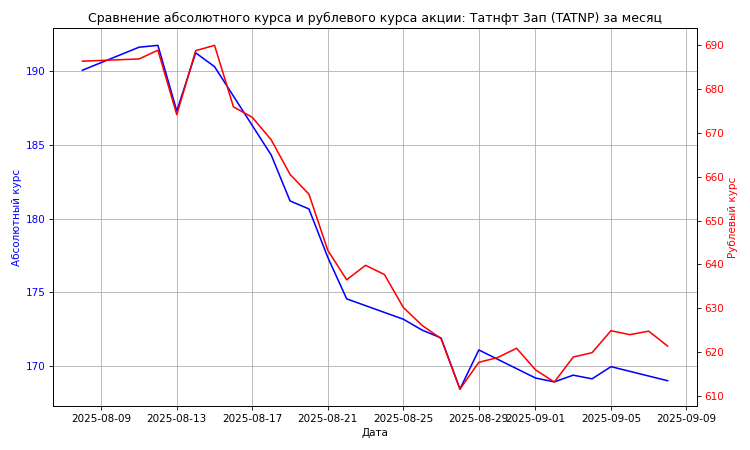 Сравнение абсолютного курса и рублевого курса акции: Татнфт 3ап (TATNP) за месяц
190
185
180
175
170
Абсолютный курс
690
680
670
660
650
640
630
620
610
Рублевый курс
2025-08-09 2025-08-13 2025-08-17 2025-08-21 2025-08-25 2025-08-29 2025-09-01 2025-09-05 2025-09-09
Дата